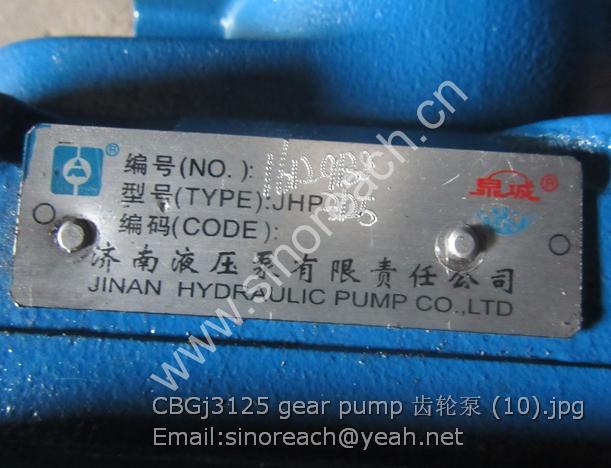 编号(NO.):
型号(TYPE):JHP
编码(CODE):
泉诚®
济南液压泵有限责任公司
JINAN HYDRAULIC PUMP CO.,LTD
www.sinoreach.com.cn
CBGj3125 gear pump 齿轮泵 (10).jpg
Email:sinoreach@yeah.net